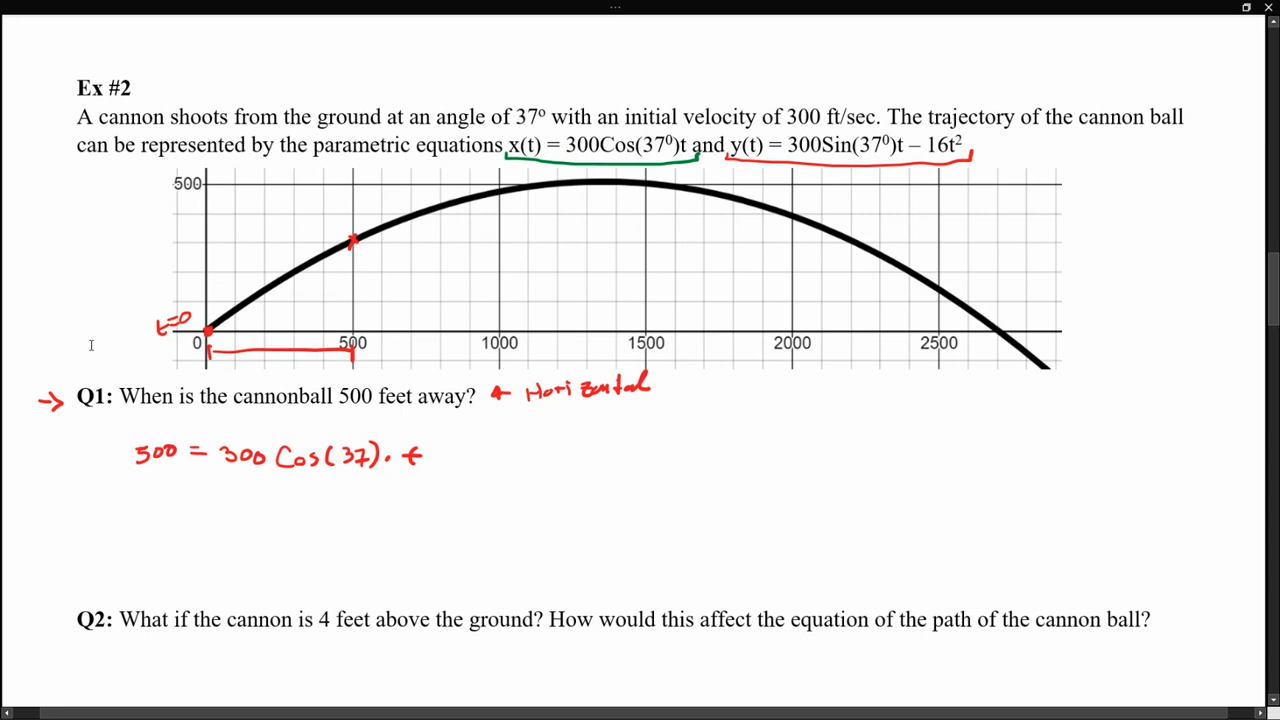 Ex #2
A cannon shoots from the ground at an angle of 37⁰ with an initial velocity of 300 ft/sec. The trajectory of the cannon ball
can be represented by the parametric equations x(t) = 300Cos(37⁰)t and y(t) = 300Sin(37⁰)t – 16t²
500
t=0
0 500 1000 1500 2000 2500
→ Q1: When is the cannonball 500 feet away? ← Horizontal
500 = 300 Cos(37). t
Q2: What if the cannon is 4 feet above the ground? How would this affect the equation of the path of the cannon ball?